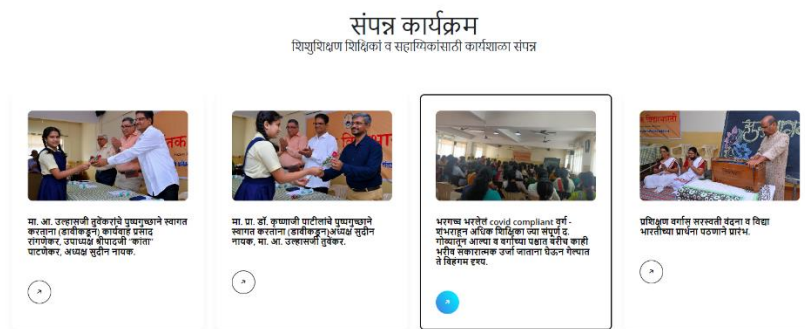 संपन्न कार्यक्रम
शिशुशिक्षण शिक्षिकां व सहाय्यिकांसाठी कार्यशाळा संपन्न
मा. आ. उल्हासजी तुवेकरांचे पुष्पगुच्छाने स्वागत
करताना (डावीकडून) कार्यवाह प्रसाद
रांगणेकर, उपाध्यक्ष श्रीपादजी "कांता"
पाटणेकर, अध्यक्ष सुदीन नायक.
मा. प्रा. डॉ. कृष्णाजी पाटीलांचे पुष्पगुच्छाने
स्वागत करताना (डावीकडून)अध्यक्ष सुदीन
नायक, मा. आ. उल्हासजी तुवेकर.
भरगच्च भरलेले covid compliant वर्ग -
शंभराहून अधिक शिक्षिका ज्या संपूर्ण द.
गोव्यातून आल्या व वर्गाच्या पश्चात बरीच काही
भरीव सकारात्मक उर्जा जाताना घेऊन गेल्यात
ते विहंगम दृश्य.
प्रशिक्षण वर्गास सरस्वती वंदना व विद्या
भारतीच्या प्रार्थना पठणाने प्रारंभ.